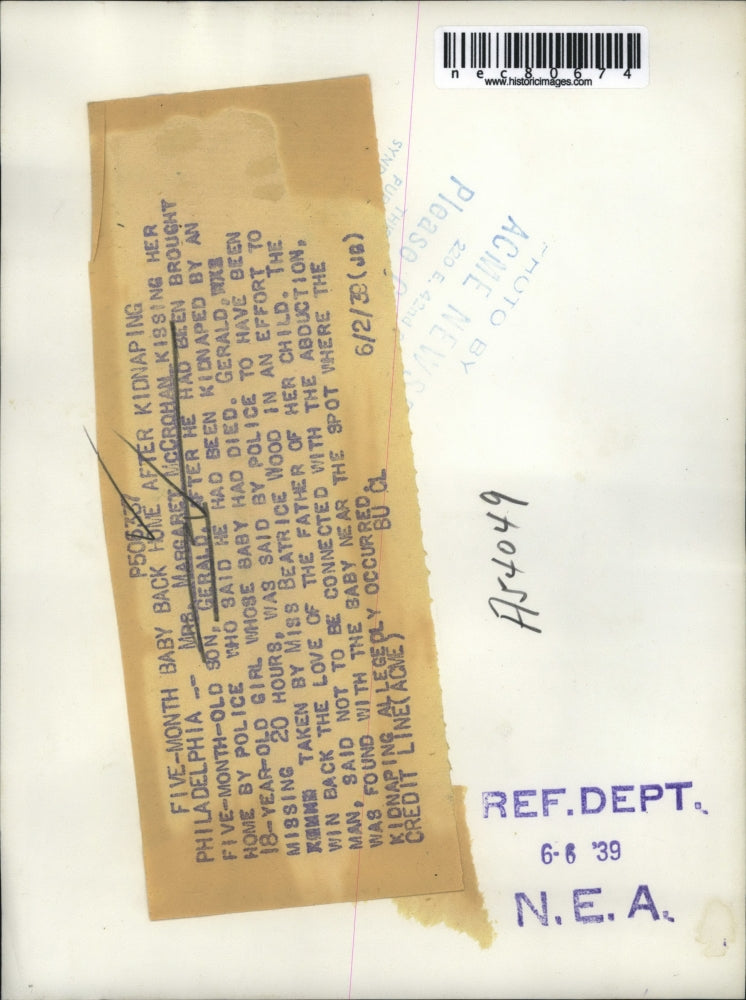 nec80674
www.historicimages.com
P508337
FIVE-MONTH BABY BACK HOME AFTER KIDNAPING
PHILADELPHIA -- MRS. MARGARET MCCROHAN KISSING HER
FIVE-MONTH-OLD SON, GERALD, AFTER HE HAD BEEN BROUGHT
HOME BY POLICE WHO SAID HE HAD BEEN KIDNAPED BY AN
18-YEAR-OLD GIRL WHOSE BABY HAD DIED. GERALD,
MISSING 20 HOURS, WAS SAID BY POLICE TO HAVE BEEN
TAKEN BY MISS BEATRICE WOOD IN AN EFFORT TO
WIN BACK THE LOVE OF THE FATHER OF HER CHILD. THE
MAN, SAID NOT TO BE CONNECTED WITH THE ABDUCTION,
WAS FOUND WITH THE BABY NEAR THE SPOT WHERE THE
KIDNAPING ALLEGEDLY OCCURRED.
CREDIT LINE(ACME) BU CL 6/2/39 (JB)
PHOTO BY
ACME NEWS
220 E. 42nd
Please
THIS
PUB
SYND
A54049
REF. DEPT.
6-6 '39
N. E. A.